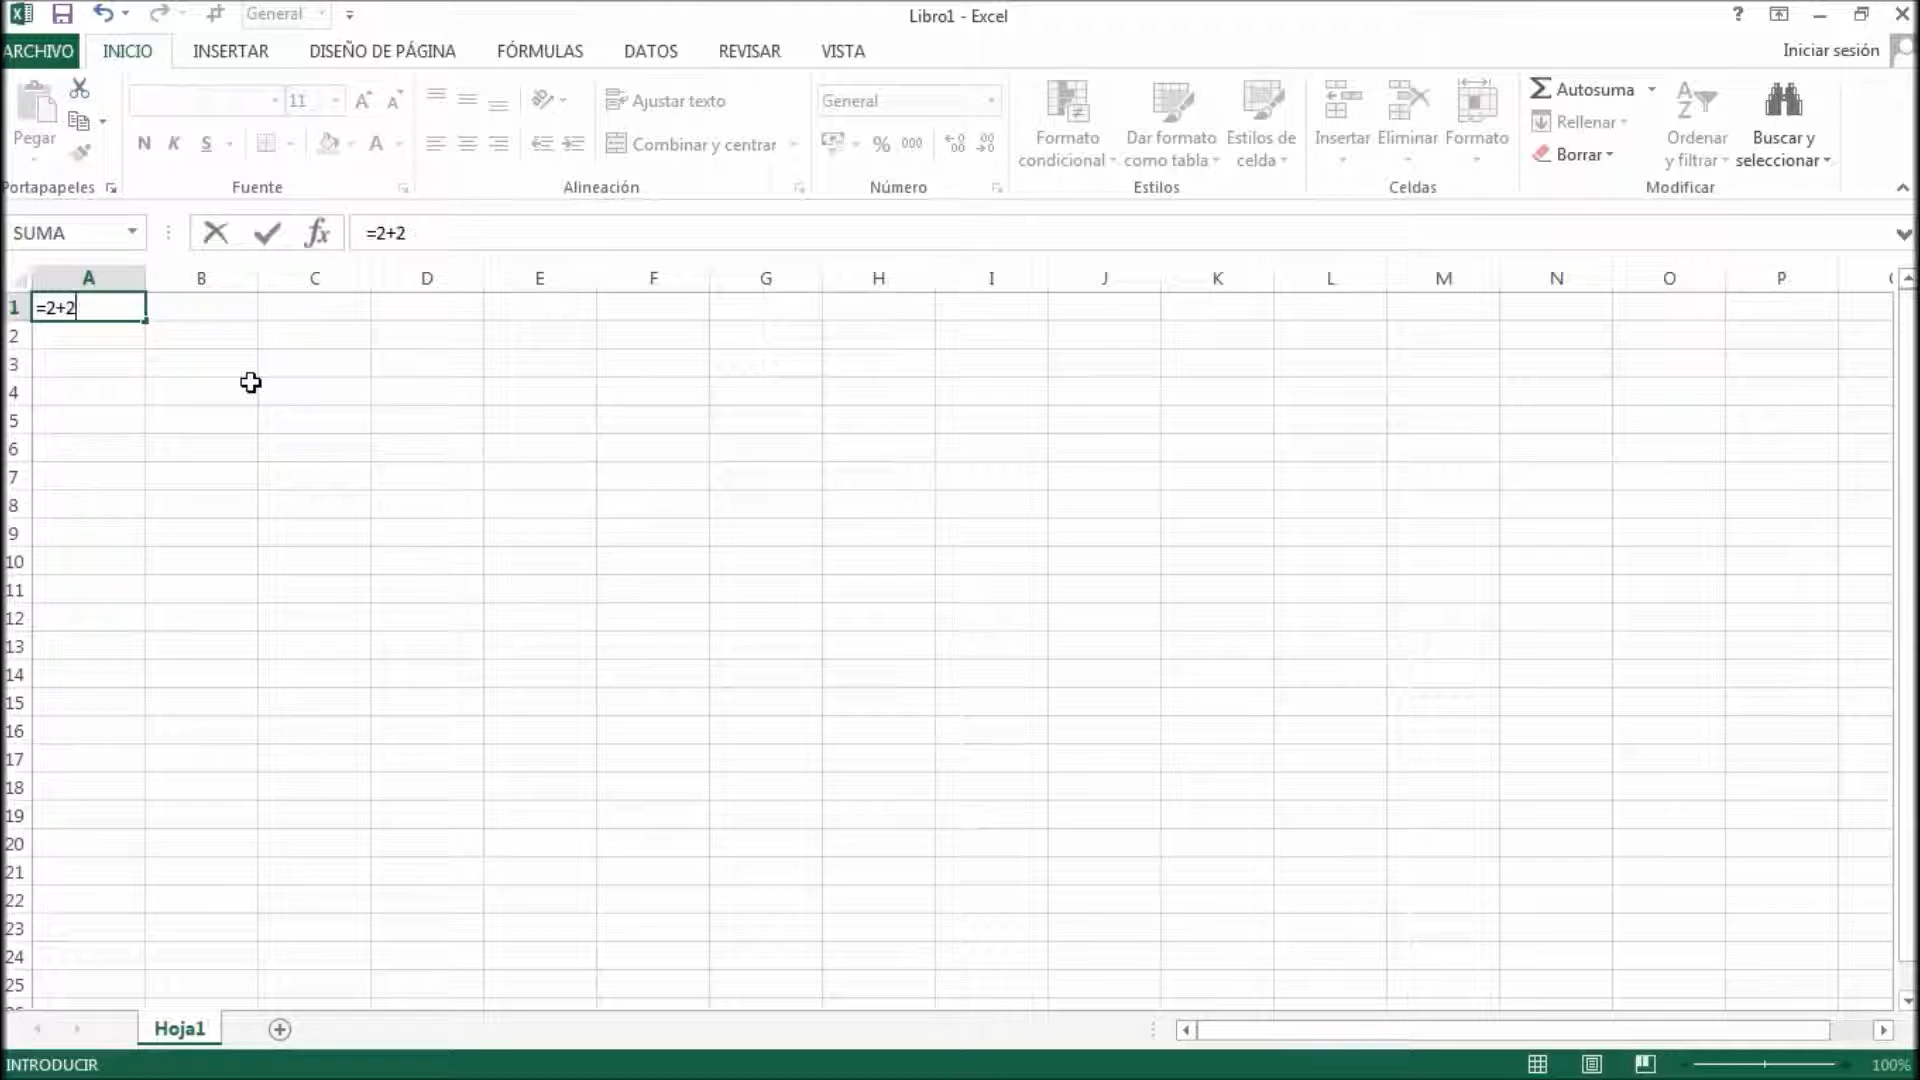 General
Libro1 - Excel
?
ARCHIVO INICIO INSERTAR DISEÑO DE PÁGINA FÓRMULAS DATOS REVISAR VISTA Iniciar sesión
Pegar
Portapapeles
11
N K S A
Fuente
Ajustar texto
Combinar y centrar
Alineación
General
% 000
Número
Formato condicional
Dar formato como tabla
Estilos de celda
Estilos
Insertar Eliminar Formato
Celdas
Autosuma
Rellenar
Borrar
Ordenar y filtrar
Buscar y seleccionar
Modificar
SUMA fx =2+2
A B C D E F G H I J K L M N O P
1 =2+2
2
3
4
5
6
7
8
9
10
11
12
13
14
15
16
17
18
19
20
21
22
23
24
25
Hoja1
INTRODUCIR 100%